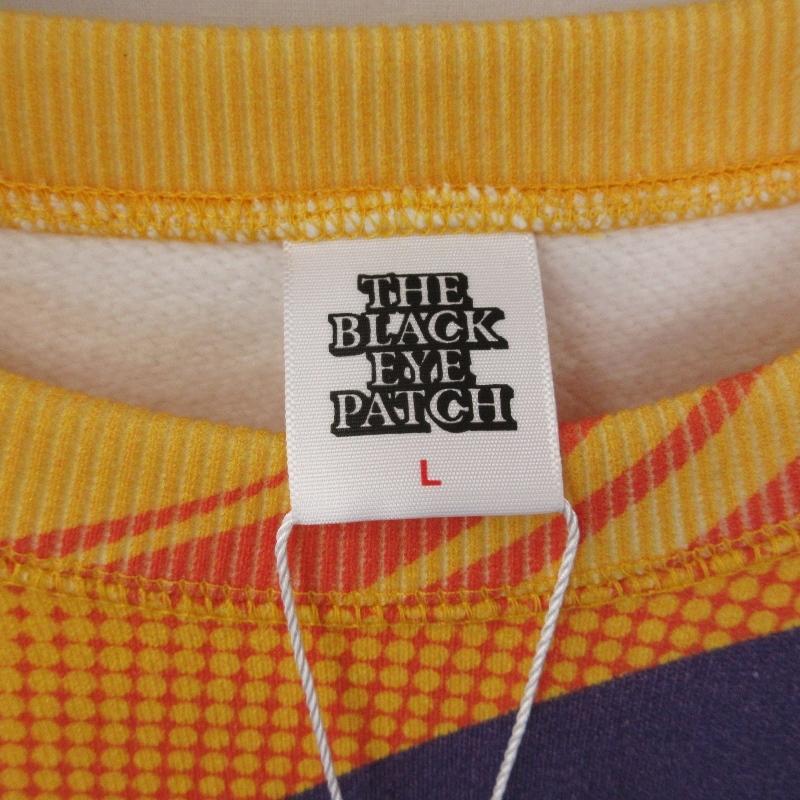 THE
BLACK
EYE
PATCH
L